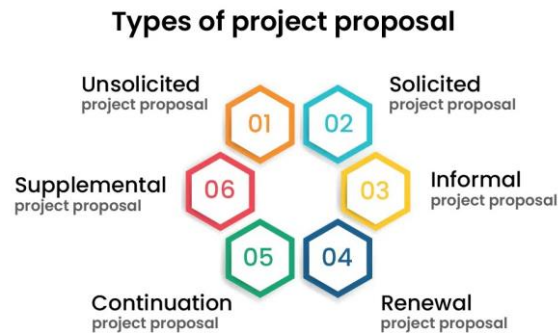 Types of project proposal
Unsolicited
project proposal
01
02
Solicited
project proposal
Supplemental
project proposal
06
03
Informal
project proposal
05
04
Continuation
project proposal
Renewal
project proposal